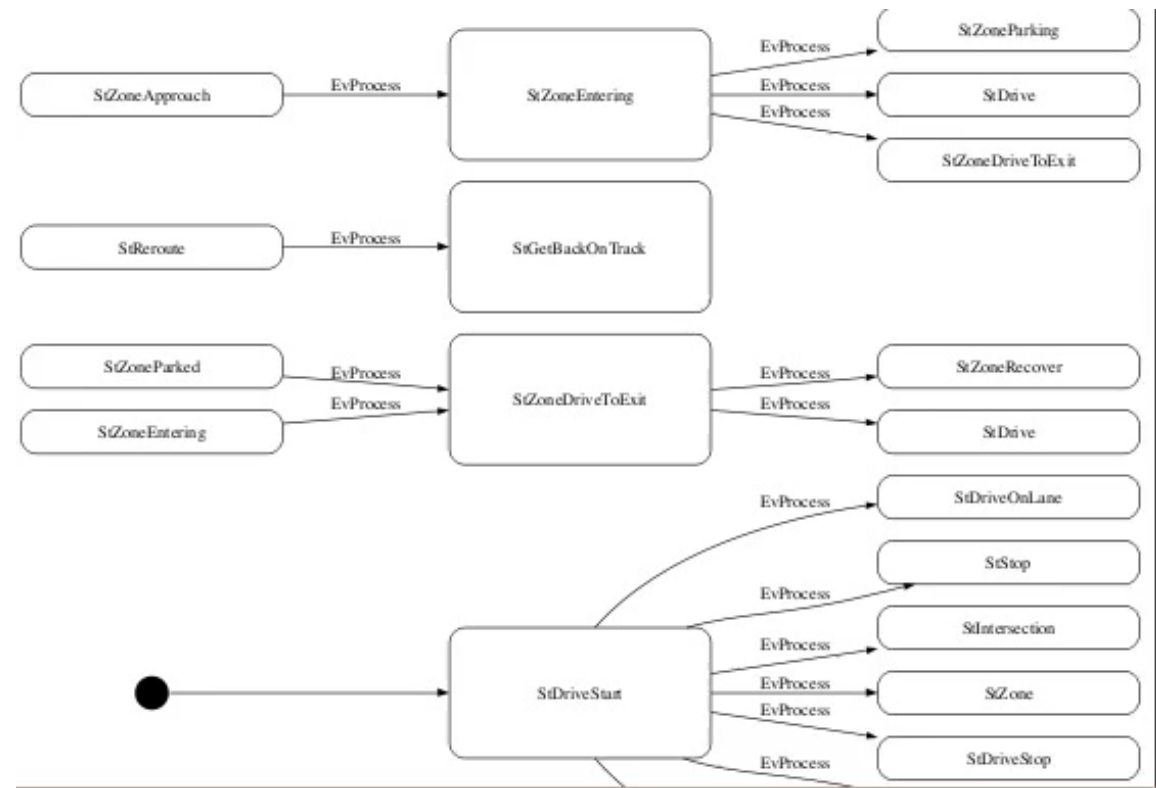 StZoneParking
EvProcess
StZoneApproach
EvProcess
StZoneEntering
EvProcess
StDrive
EvProcess
StZoneDriveToExit
StReroute
EvProcess
StGetBackOnTrack
StZoneParked
EvProcess
StZoneEntering
EvProcess
StZoneDriveToExit
EvProcess
StZoneRecover
EvProcess
StDrive
EvProcess
StDriveOnLane
EvProcess
StStop
EvProcess
StIntersection
StDriveStart
EvProcess
StZone
EvProcess
StDriveStop
EvProcess